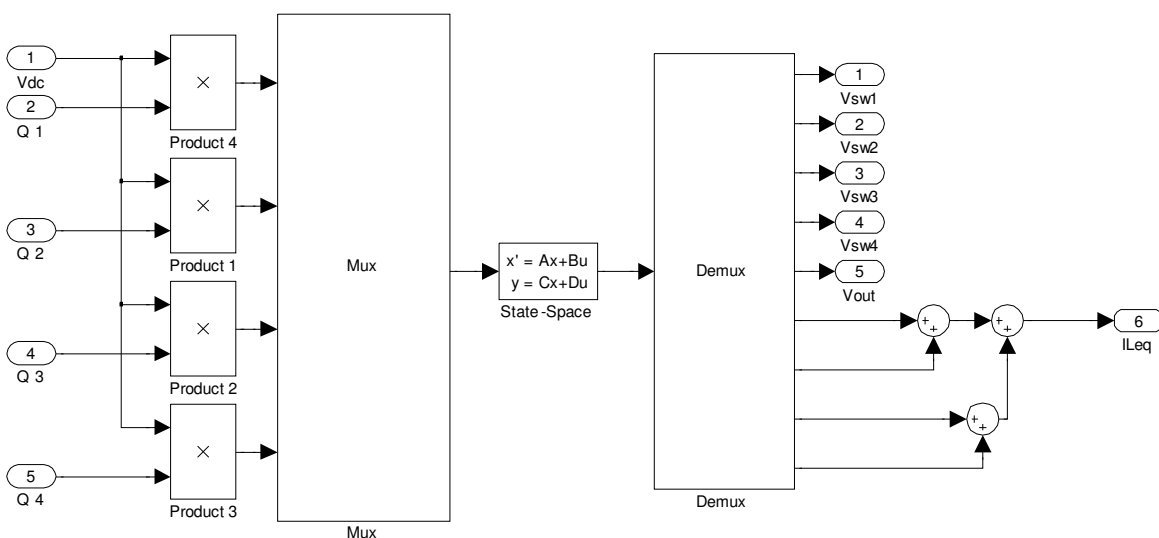 1
Vdc
2
Q 1
×
Product 4
3
Q 2
×
Product 1
4
Q 3
×
Product 2
5
Q 4
×
Product 3
Mux
Mux
x' = Ax+Bu
y = Cx+Du
State-Space
Demux
Demux
1
Vsw1
2
Vsw2
3
Vsw3
4
Vsw4
5
Vout
+
+
+
+
+
+
6
ILeq